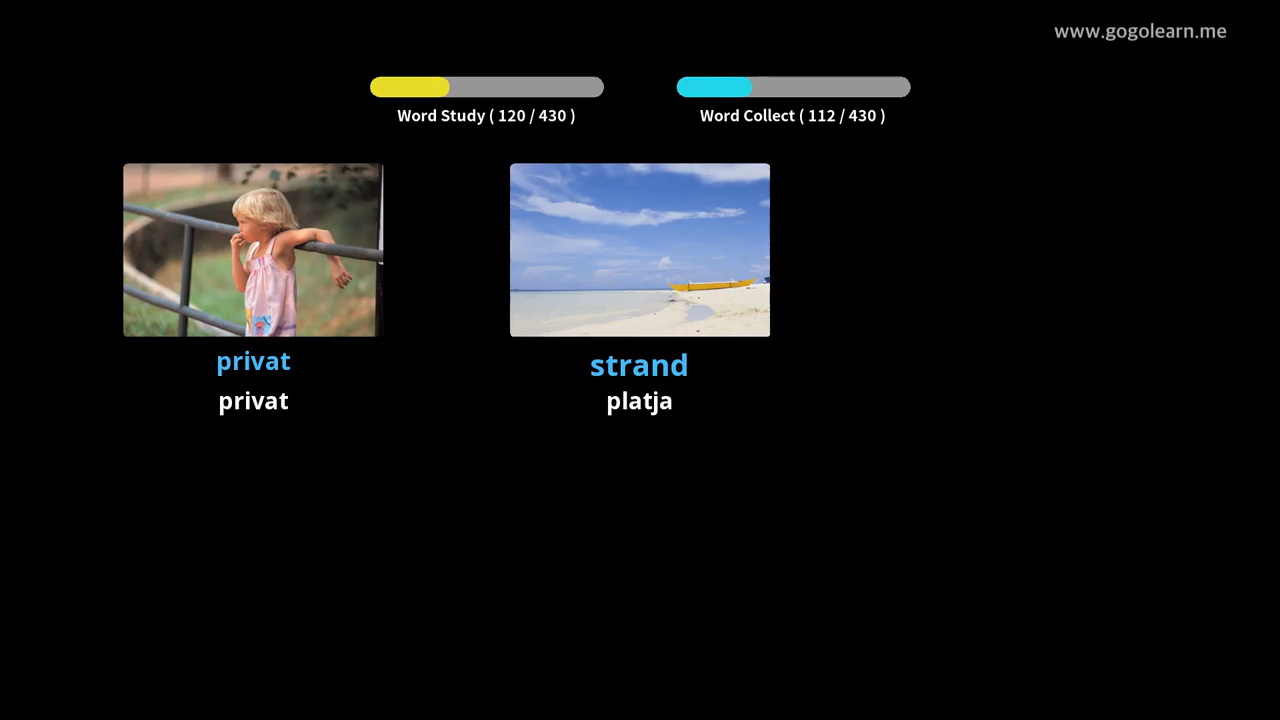 www.gogolearn.me
Word Study ( 120 / 430 )
Word Collect ( 112 / 430 )
privat
privat
strand
platja